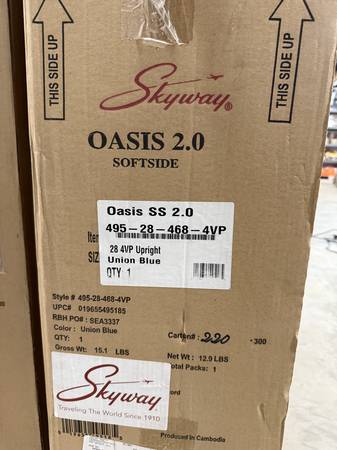 THIS SIDE UP
THIS SIDE UP
Skyway®
OASIS 2.0
SOFTSIDE
Oasis SS 2.0
495-28-468-4VP
28 4VP Upright
Union Blue
QTY 1
Style # 495-28-468-4VP
UPC# 019655495185
RBH PO#: SEA3337
Color : Union Blue
QTY: 1
Carton#: 220 -300
Gross Wt: 15.1 LBS
Net Wt: 12.9 LBS
Total Packs: 1
Skyway®
Traveling The World Since 1910
Produced in Cambodia